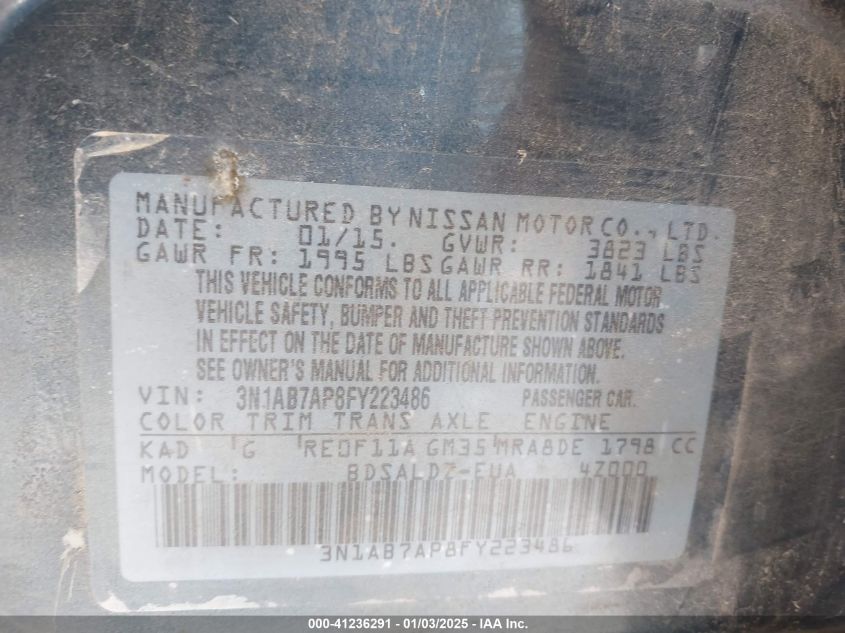 MANUFACTURED BY NISSAN MOTOR CO., LTD.
DATE: 01/15. GVWR: 3823 LBS
GAWR FR: 1995 LBS GAWR RR: 1841 LBS
THIS VEHICLE CONFORMS TO ALL APPLICABLE FEDERAL MOTOR
VEHICLE SAFETY, BUMPER AND THEFT PREVENTION STANDARDS
IN EFFECT ON THE DATE OF MANUFACTURE SHOWN ABOVE.
SEE OWNER'S MANUAL FOR ADDITIONAL INFORMATION.
VIN: 3N1AB7AP8FY223486 PASSENGER CAR.
COLOR TRIM TRANS AXLE ENGINE
KAD G RE0F11A GM35 MRA8DE 1798 CC
MODEL: BDSALDZ-EUA 4Z000
3N1AB7AP8FY223486
000-41236291 - 01/03/2025 - IAA Inc.